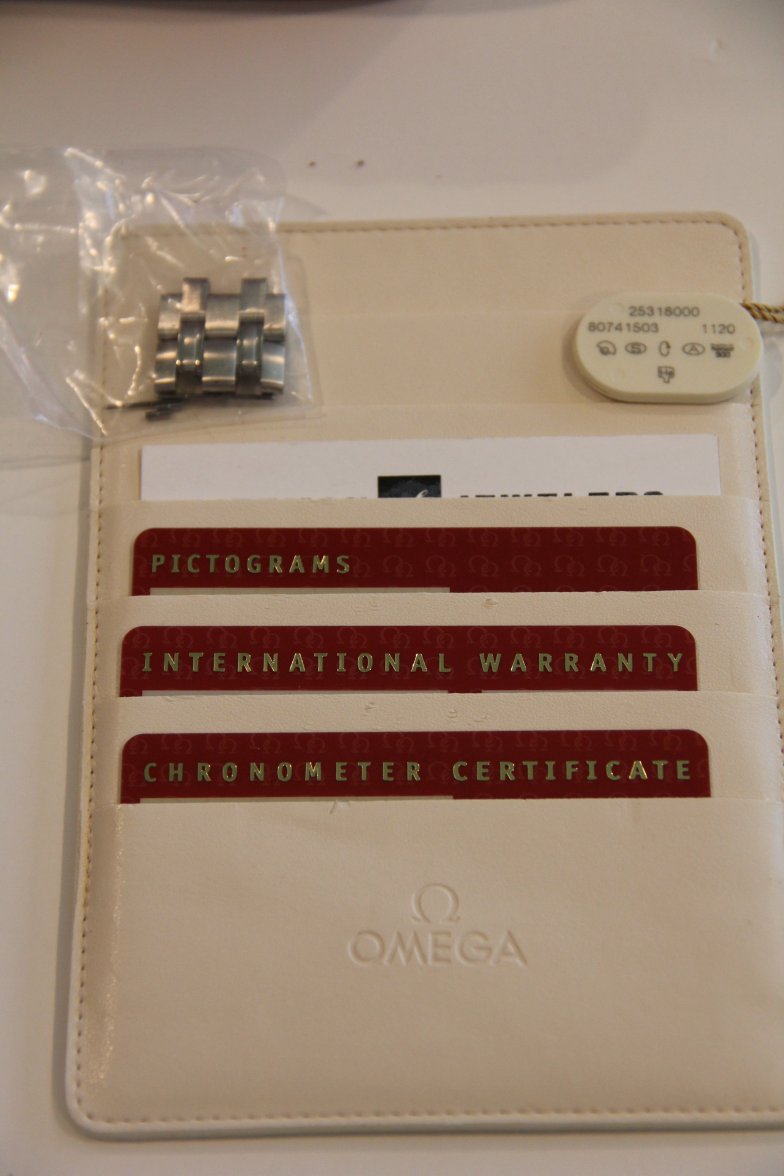 25318000
80741503 1120
PICTOGRAMS
INTERNATIONAL WARRANTY
CHRONOMETER CERTIFICATE
Ω
OMEGA